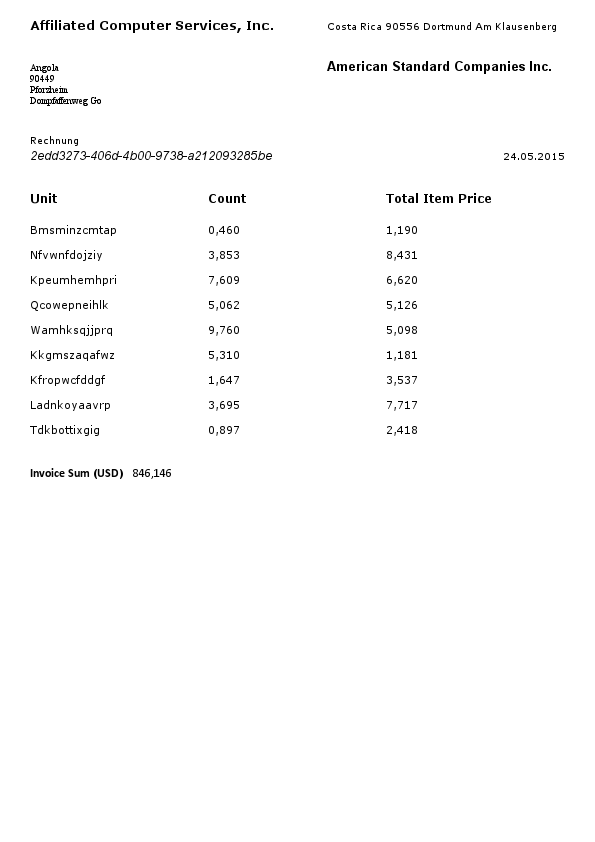 Affiliated Computer Services, Inc.
Costa Rica 90556 Dortmund Am Klausenberg
Angola
90449
Pforzheim
Dompfaffenweg Go
American Standard Companies Inc.
Rechnung
2edd3273-406d-4b00-9738-a212093285be 24.05.2015
Unit Count Total Item Price
Bmsminzcmtap 0,460 1,190
Nfvwnfdojziy 3,853 8,431
Kpeumhemhpri 7,609 6,620
Qcowepneihlk 5,062 5,126
Wamhksqjjprq 9,760 5,098
Kkgmszaqafwz 5,310 1,181
Kfropwcfddgf 1,647 3,537
Ladnkoyaavrp 3,695 7,717
Tdkbottixgig 0,897 2,418
Invoice Sum (USD) 846,146